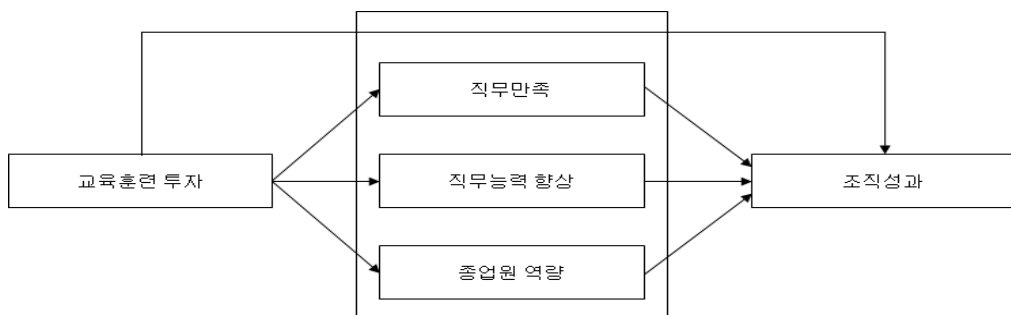 직무만족
교육훈련 투자
직무능력 향상
조직성과
종업원 역량